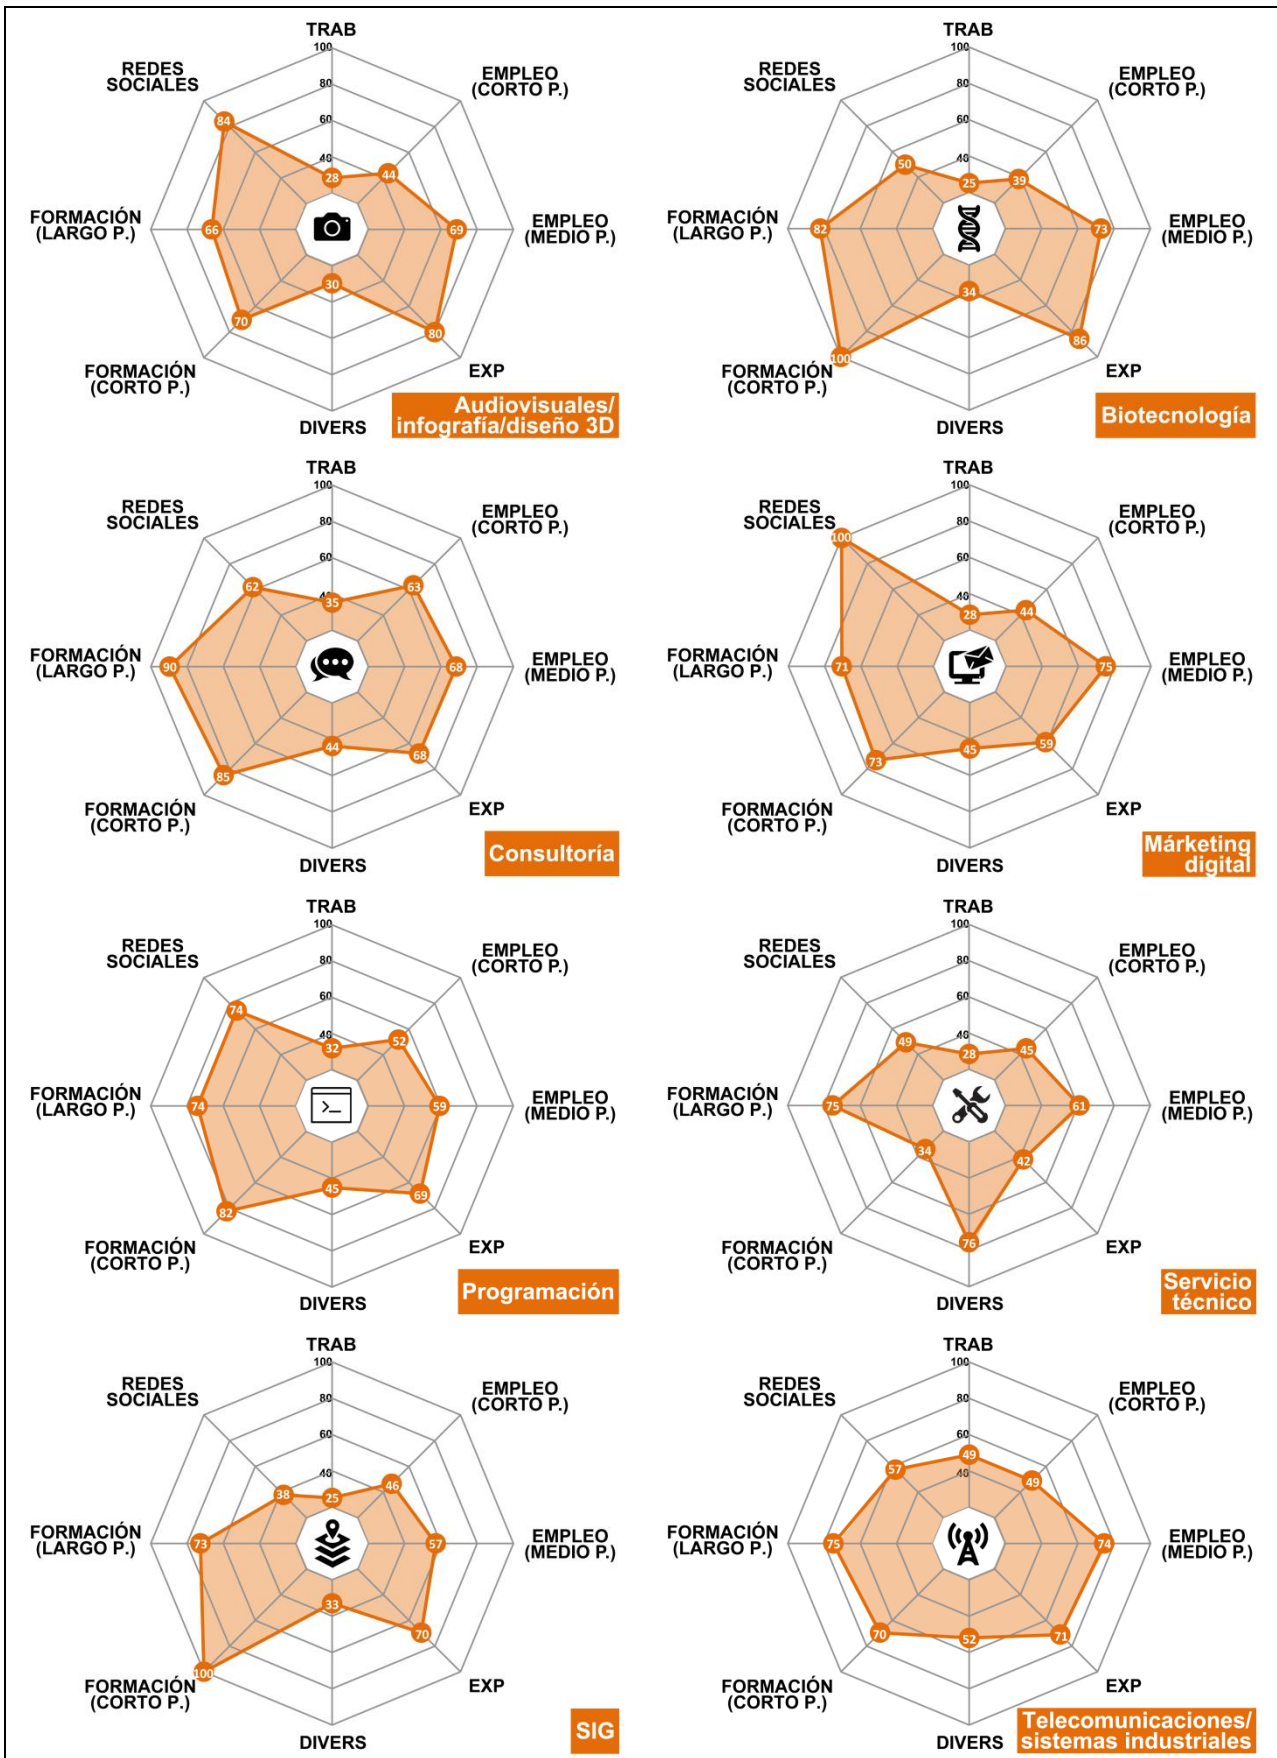 TRAB
100
80
60
40
REDES
SOCIALES
EMPLEO
(CORTO P.)
84
28
44
FORMACIÓN
(LARGO P.)
66
69
EMPLEO
(MEDIO P.)
70
30
80
FORMACIÓN
(CORTO P.)
EXP
DIVERS
Audiovisuales/
infografía/diseño 3D
TRAB
100
80
60
40
REDES
SOCIALES
EMPLEO
(CORTO P.)
50
25
39
FORMACIÓN
(LARGO P.)
82
73
EMPLEO
(MEDIO P.)
34
86
100
FORMACIÓN
(CORTO P.)
EXP
DIVERS
Biotecnología
TRAB
100
80
60
40
REDES
SOCIALES
EMPLEO
(CORTO P.)
62
35
63
FORMACIÓN
(LARGO P.)
90
68
EMPLEO
(MEDIO P.)
85
44
68
FORMACIÓN
(CORTO P.)
EXP
DIVERS
Consultoría
TRAB
100
80
60
40
REDES
SOCIALES
EMPLEO
(CORTO P.)
100
28
44
FORMACIÓN
(LARGO P.)
71
75
EMPLEO
(MEDIO P.)
73
45
59
FORMACIÓN
(CORTO P.)
EXP
DIVERS
Márketing
digital
TRAB
100
80
60
40
REDES
SOCIALES
EMPLEO
(CORTO P.)
74
32
52
FORMACIÓN
(LARGO P.)
74
59
EMPLEO
(MEDIO P.)
82
45
69
FORMACIÓN
(CORTO P.)
EXP
DIVERS
Programación
TRAB
100
80
60
40
REDES
SOCIALES
EMPLEO
(CORTO P.)
49
28
45
FORMACIÓN
(LARGO P.)
75
61
EMPLEO
(MEDIO P.)
34
42
76
FORMACIÓN
(CORTO P.)
EXP
DIVERS
Servicio
técnico
TRAB
100
80
60
40
REDES
SOCIALES
EMPLEO
(CORTO P.)
38
25
46
FORMACIÓN
(LARGO P.)
73
57
EMPLEO
(MEDIO P.)
33
70
100
FORMACIÓN
(CORTO P.)
EXP
DIVERS
SIG
TRAB
100
80
60
40
REDES
SOCIALES
EMPLEO
(CORTO P.)
57
49
49
FORMACIÓN
(LARGO P.)
75
74
EMPLEO
(MEDIO P.)
70
52
71
FORMACIÓN
(CORTO P.)
EXP
DIVERS
Telecomunicaciones/
sistemas industriales